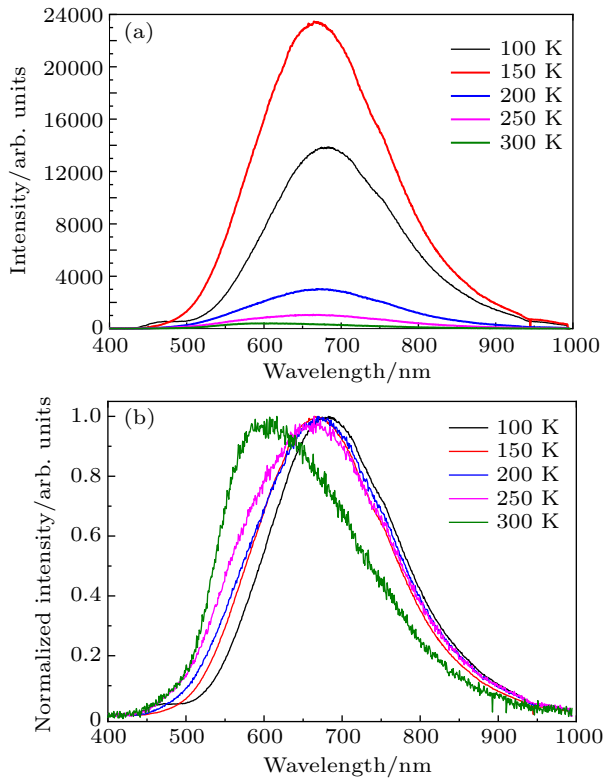 (a)
24000
20000
16000
12000
8000
4000
0
100 K
150 K
200 K
250 K
300 K
Intensity/arb. units
400 500 600 700 800 900 1000
Wavelength/nm
(b)
1.0
0.8
0.6
0.4
0.2
0
100 K
150 K
200 K
250 K
300 K
Normalized intensity/arb. units
400 500 600 700 800 900 1000
Wavelength/nm